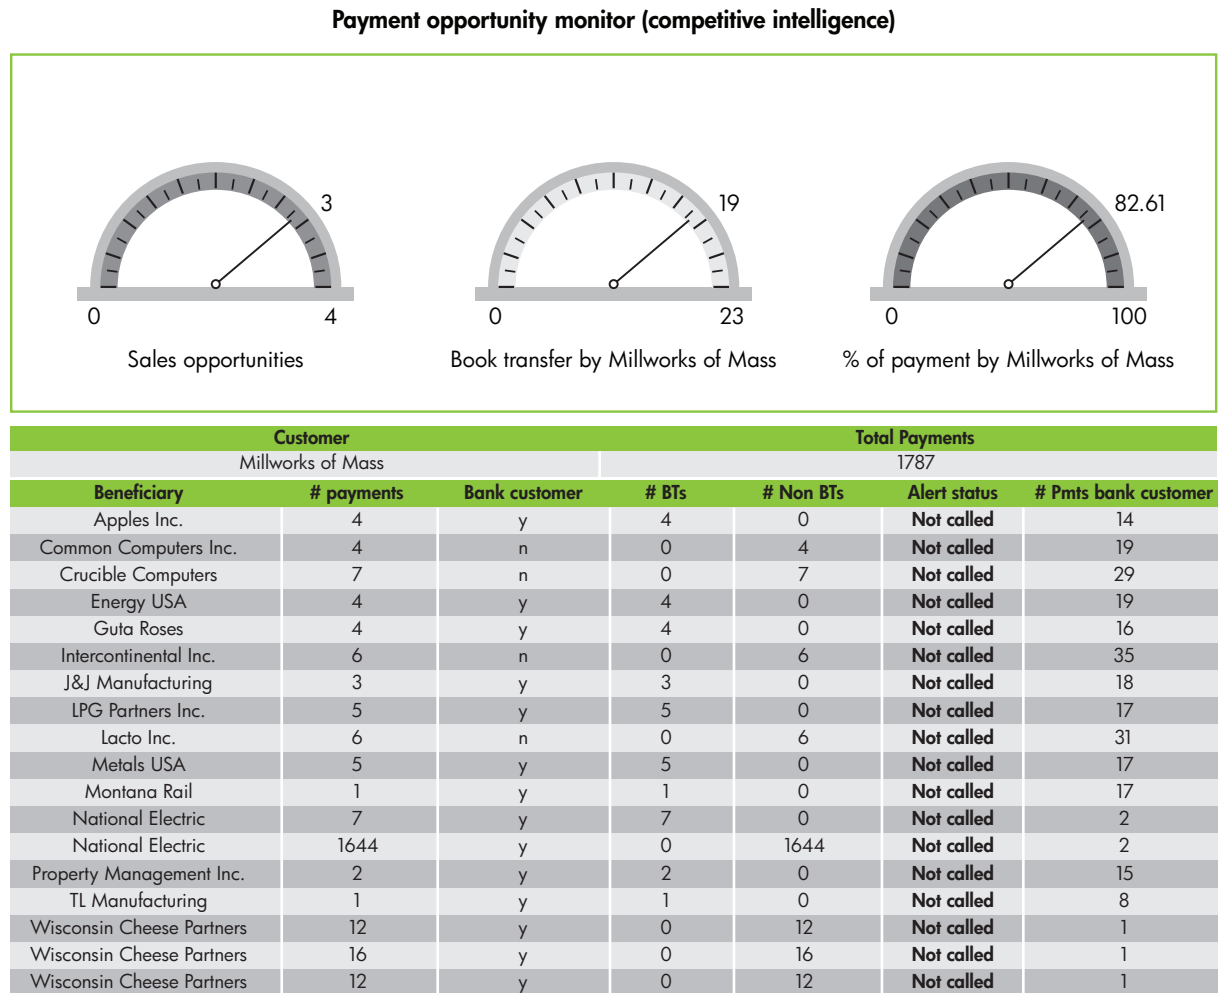 Payment opportunity monitor (competitive intelligence)
3 19 82.61
0 4 0 23 0 100
Sales opportunities Book transfer by Millworks of Mass % of payment by Millworks of Mass
Customer Total Payments
Millworks of Mass 1787
Beneficiary # payments Bank customer # BTs # Non BTs Alert status # Pmts bank customer
Apples Inc. 4 y 4 0 Not called 14
Common Computers Inc. 4 n 0 4 Not called 19
Crucible Computers 7 n 0 7 Not called 29
Energy USA 4 y 4 0 Not called 19
Guta Roses 4 y 4 0 Not called 16
Intercontinental Inc. 6 n 0 6 Not called 35
J&J Manufacturing 3 y 3 0 Not called 18
LPG Partners Inc. 5 y 5 0 Not called 17
Lacto Inc. 6 n 0 6 Not called 31
Metals USA 5 y 5 0 Not called 17
Montana Rail 1 y 1 0 Not called 17
National Electric 7 y 7 0 Not called 2
National Electric 1644 y 0 1644 Not called 2
Property Management Inc. 2 y 2 0 Not called 15
TL Manufacturing 1 y 1 0 Not called 8
Wisconsin Cheese Partners 12 y 0 12 Not called 1
Wisconsin Cheese Partners 16 y 0 16 Not called 1
Wisconsin Cheese Partners 12 y 0 12 Not called 1